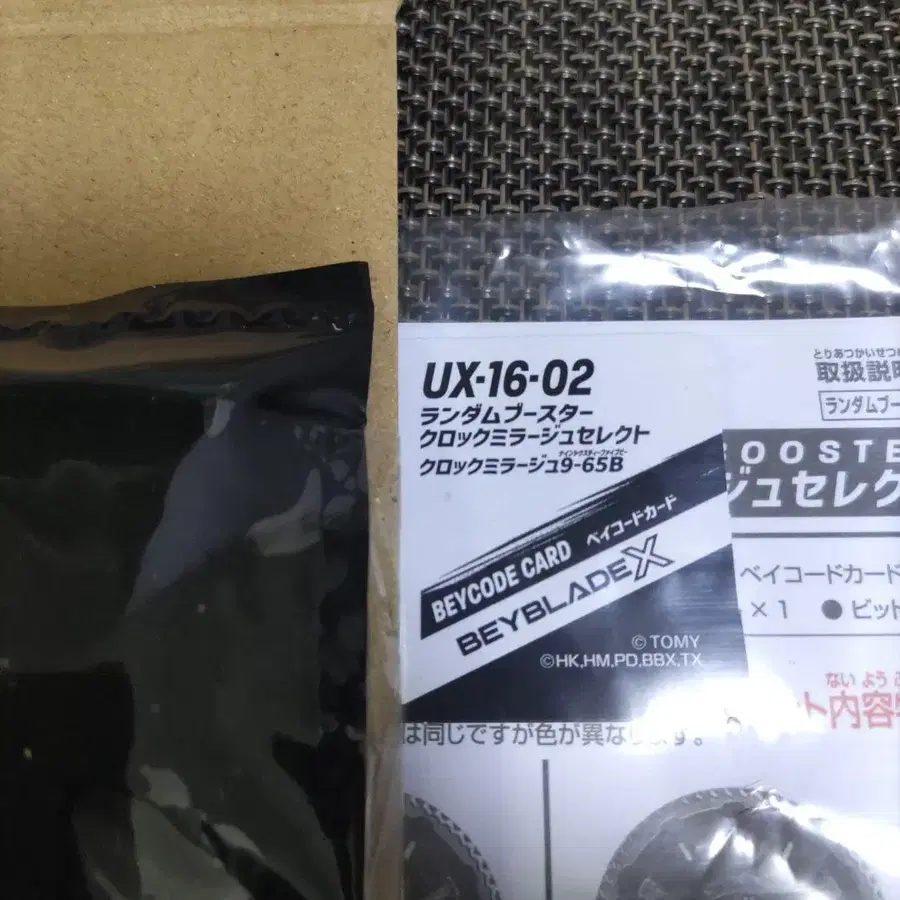 UX-16-02
ランダムブースター
クロックミラージュセレクト
ナインシックスティーファイブビー
クロックミラージュ9-65B
BEYCODE CARD ベイコードカード
BEYBLADE X
© TOMY
©HK,HM,PD,BBX,TX
とりあつかいせつ
取扱説明
ランダムブー
OOSTE
ジュセレク
ベイコードカード
×1 ●ビット
ない よう
ット内容
は同じですが色が異なります。